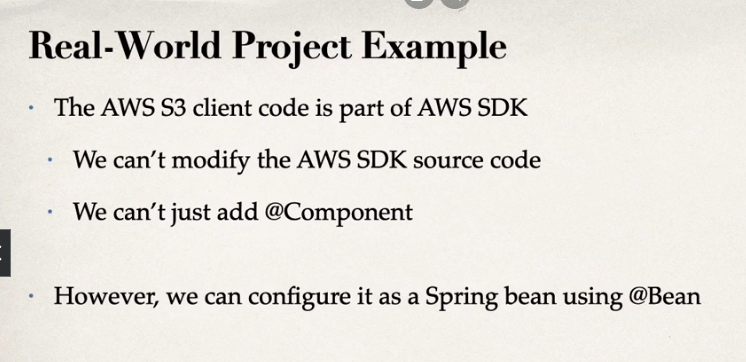 Real-World Project Example
• The AWS S3 client code is part of AWS SDK
• We can’t modify the AWS SDK source code
• We can’t just add @Component
• However, we can configure it as a Spring bean using @Bean